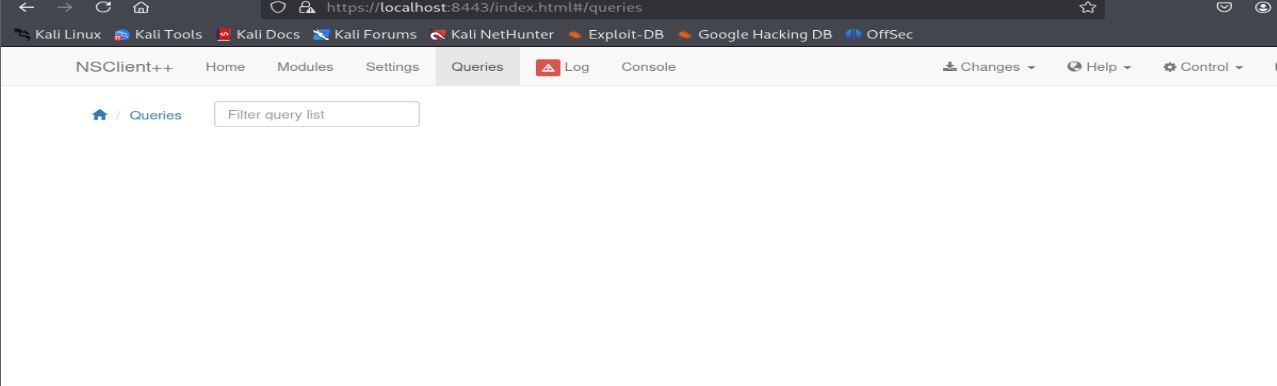 https://localhost:8443/index.html#/queries
Kali Linux Kali Tools Kali Docs Kali Forums Kali NetHunter Exploit-DB Google Hacking DB OffSec
NSClient++ Home Modules Settings Queries Log Console Changes Help Control
/ Queries Filter query list